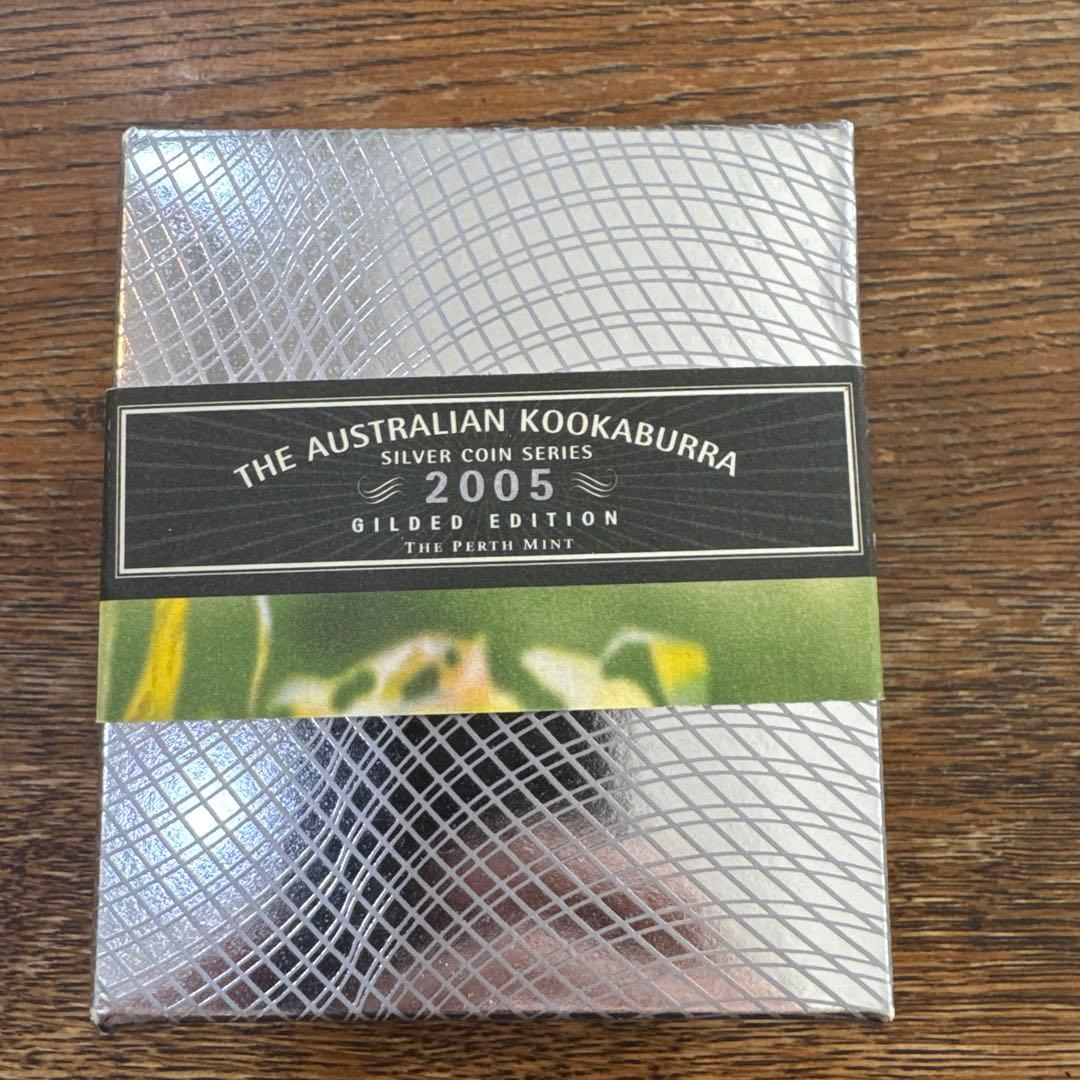 THE AUSTRALIAN KOOKABURRA
SILVER COIN SERIES
2005
GILDED EDITION
THE PERTH MINT